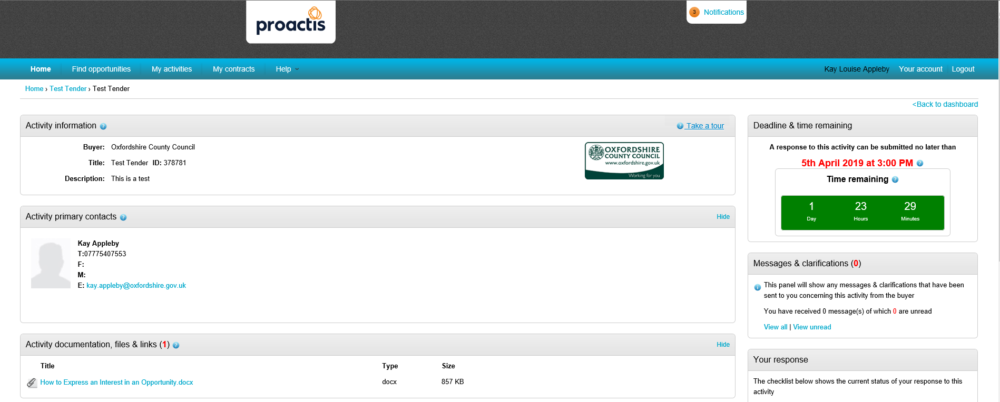 proactis
3 Notifications
Home Find opportunities My activities My contracts Help Kay Louise Appleby Your account Logout
Home › Test Tender › Test Tender
<Back to dashboard
Activity information ? ? Take a tour
Buyer: Oxfordshire County Council
Title: Test Tender ID: 378781
Description: This is a test
OXFORDSHIRE
COUNTY COUNCIL
www.oxfordshire.gov.uk
Working for you
Deadline & time remaining
A response to this activity can be submitted no later than
5th April 2019 at 3:00 PM ?
Time remaining ?
1 23 29
Day Hours Minutes
Activity primary contacts ? Hide
Kay Appleby
T:07775407553
F:
M:
E: kay.appleby@oxfordshire.gov.uk
Messages & clarifications (0)
i This panel will show any messages & clarifications that have been
sent to you concerning this activity from the buyer
You have received 0 message(s) of which 0 are unread
View all | View unread
Activity documentation, files & links (1) ? Hide
Title Type Size
How to Express an Interest in an Opportunity.docx docx 857 KB
Your response
The checklist below shows the current status of your response to this
activity